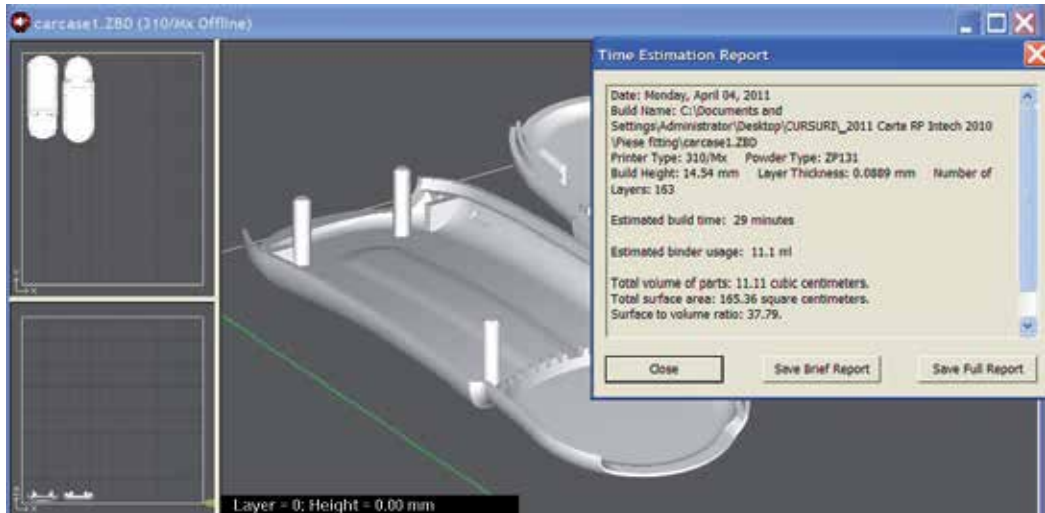 carcase1.ZBD (310/Mx Offline)
Time Estimation Report
Date: Monday, April 04, 2011
Build Name: C:\Documents and
Settings\Administrator\Desktop\CURSURI\_2011 Carte RP Intech 2010
\Piese fitting\carcase1.ZBD
Printer Type: 310/Mx Powder Type: ZP131
Build Height: 14.54 mm Layer Thickness: 0.0889 mm Number of
Layers: 163
Estimated build time: 29 minutes
Estimated binder usage: 11.1 ml
Total volume of parts: 11.11 cubic centimeters.
Total surface area: 165.36 square centimeters.
Surface to volume ratio: 37.79.
Close Save Brief Report Save Full Report
Layer = 0; Height = 0.00 mm